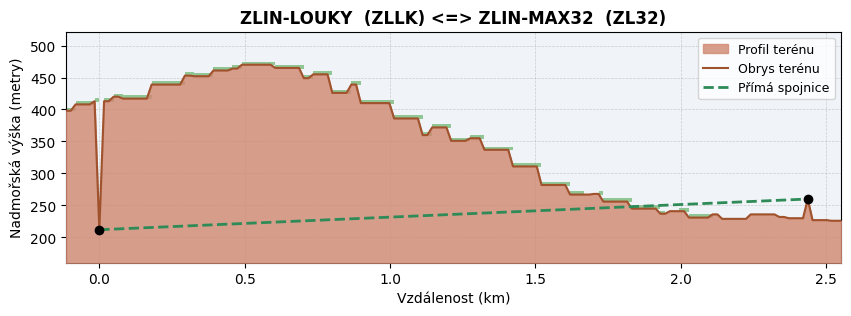 ZLIN-LOUKY (ZLLK) <=> ZLIN-MAX32 (ZL32)
Profil terénu
Obrys terénu
Přímá spojnice
Nadmořská výška (metry)
500
450
400
350
300
250
200
0.0
0.5
1.0
1.5
2.0
2.5
Vzdálenost (km)